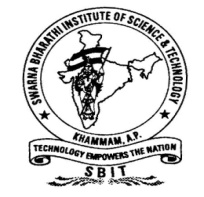 SWARNA BHARATHI INSTITUTE OF SCIENCE & TECHNOLOGY
KHAMMAM, A.P.
TECHNOLOGY EMPOWERS THE NATION
SBIT